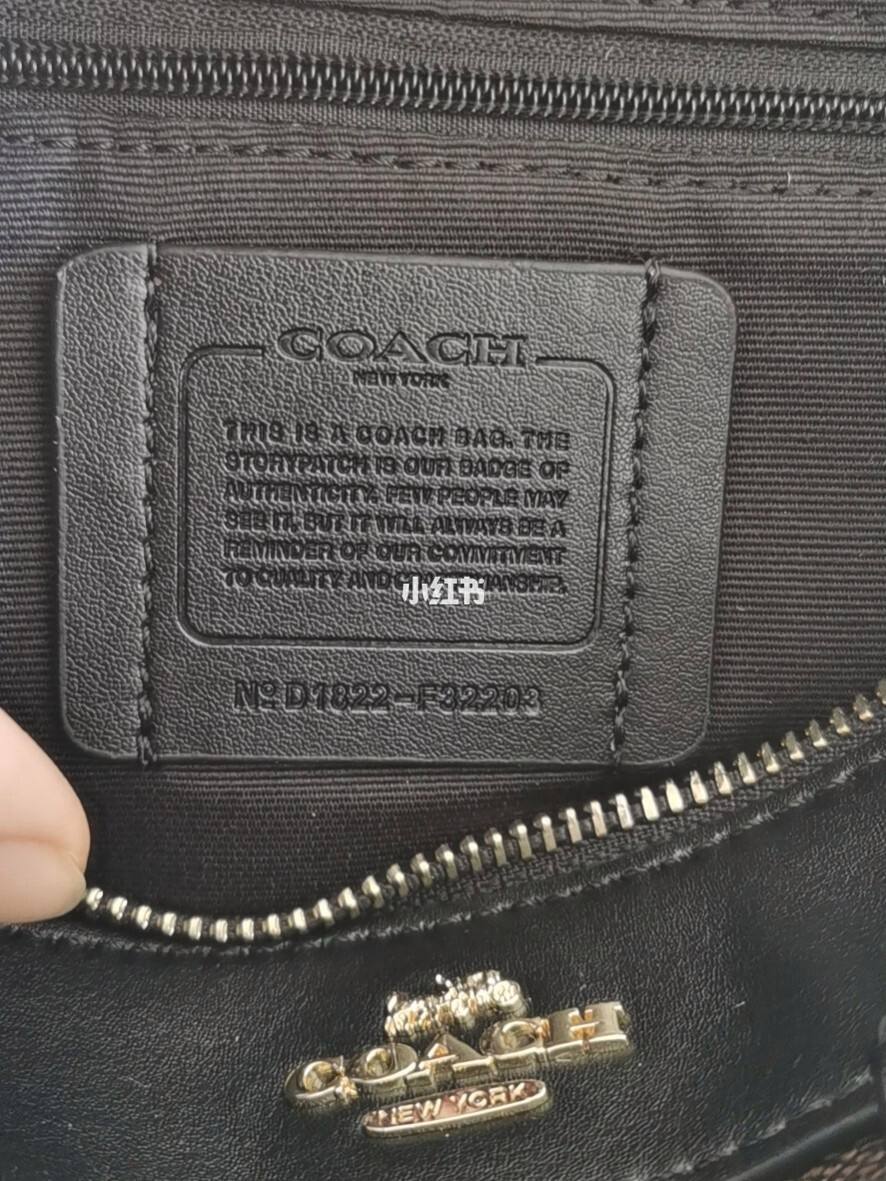 COACH
NEW YORK
THIS IS A COACH BAG. THE
STORYPATCH IS OUR BADGE OF
AUTHENTICITY. FEW PEOPLE MAY
SEE IT, BUT IT WILL ALWAYS BE A
REMINDER OF OUR COMMITMENT
TO QUALITY AND CRAFTSMANSHIP.
小红书
Nº D1822-F32203
COACH
NEW YORK